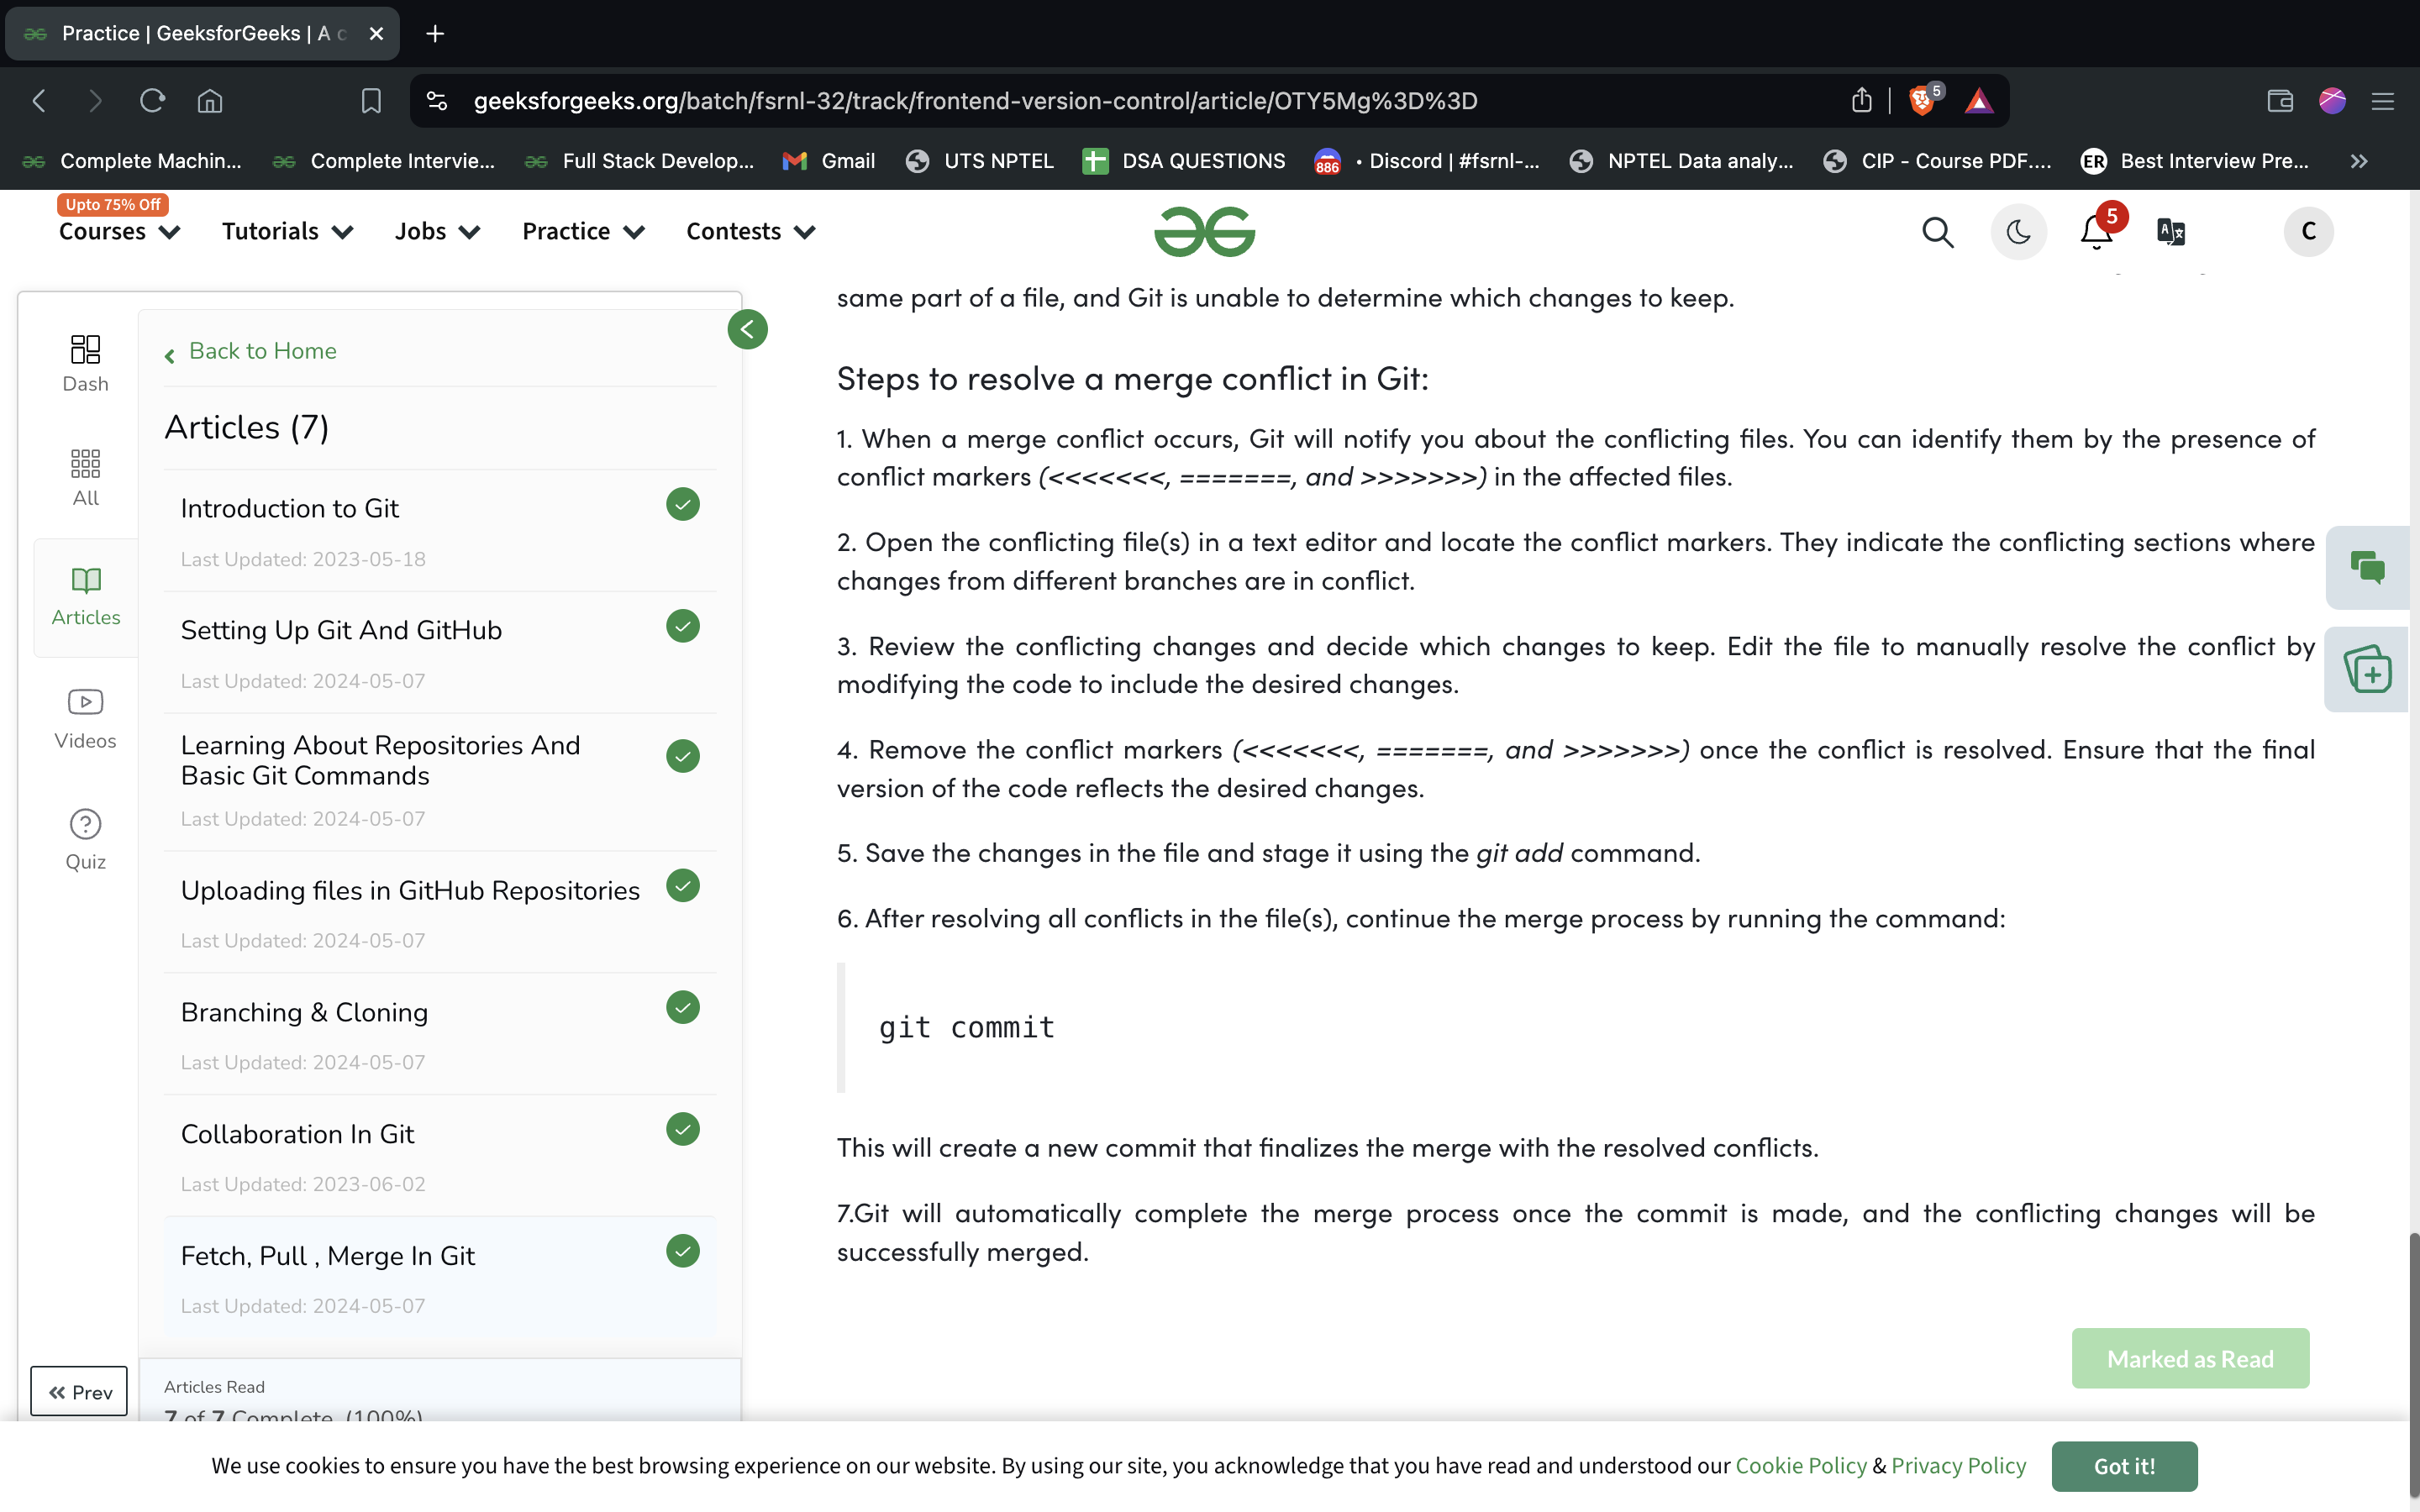 Practice | GeeksforGeeks | A c
geeksforgeeks.org/batch/fsrnl-32/track/frontend-version-control/article/OTY5Mg%3D%3D
5
Complete Machin...
Complete Intervie...
Full Stack Develop...
Gmail
UTS NPTEL
DSA QUESTIONS
886
• Discord | #fsrnl-...
NPTEL Data analy...
CIP - Course PDF....
ER
Best Interview Pre...
Upto 75% Off
Courses
Tutorials
Jobs
Practice
Contests
5
C
Dash
All
Articles
Videos
Quiz
« Prev
Back to Home
Articles (7)
Introduction to Git
Last Updated: 2023-05-18
Setting Up Git And GitHub
Last Updated: 2024-05-07
Learning About Repositories And
Basic Git Commands
Last Updated: 2024-05-07
Uploading files in GitHub Repositories
Last Updated: 2024-05-07
Branching & Cloning
Last Updated: 2024-05-07
Collaboration In Git
Last Updated: 2023-06-02
Fetch, Pull , Merge In Git
Last Updated: 2024-05-07
Articles Read
7 of 7 Complete. (100%)
same part of a file, and Git is unable to determine which changes to keep.
Steps to resolve a merge conflict in Git:
1. When a merge conflict occurs, Git will notify you about the conflicting files. You can identify them by the presence of
conflict markers (<<<<<<<, =======, and >>>>>>>) in the affected files.
2. Open the conflicting file(s) in a text editor and locate the conflict markers. They indicate the conflicting sections where
changes from different branches are in conflict.
3. Review the conflicting changes and decide which changes to keep. Edit the file to manually resolve the conflict by
modifying the code to include the desired changes.
4. Remove the conflict markers (<<<<<<<, =======, and >>>>>>>) once the conflict is resolved. Ensure that the final
version of the code reflects the desired changes.
5. Save the changes in the file and stage it using the git add command.
6. After resolving all conflicts in the file(s), continue the merge process by running the command:
git commit
This will create a new commit that finalizes the merge with the resolved conflicts.
7.Git will automatically complete the merge process once the commit is made, and the conflicting changes will be
successfully merged.
Marked as Read
We use cookies to ensure you have the best browsing experience on our website. By using our site, you acknowledge that you have read and understood our Cookie Policy & Privacy Policy
Got it!